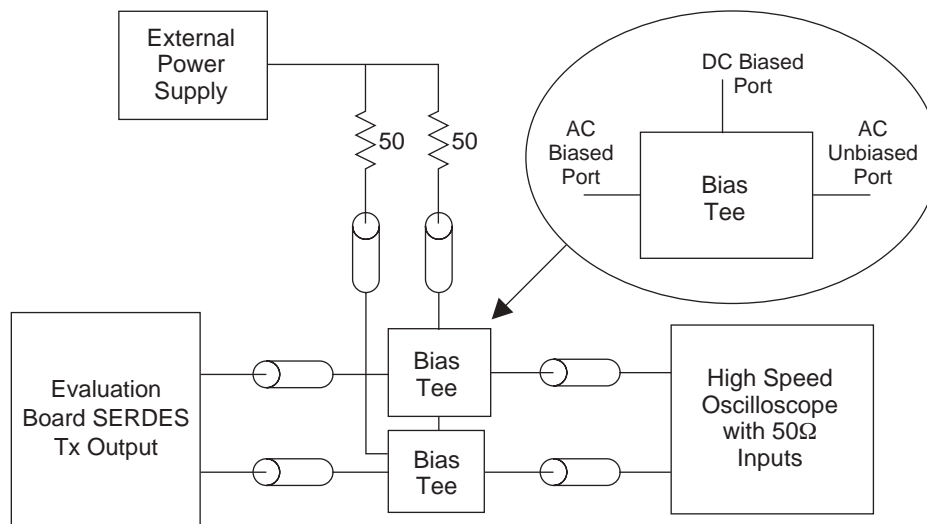 External
Power
Supply
50
50
DC Biased
Port
AC
Biased
Port
Bias
Tee
AC
Unbiased
Port
Evaluation
Board SERDES
Tx Output
Bias
Tee
Bias
Tee
High Speed
Oscilloscope
with 50Ω
Inputs